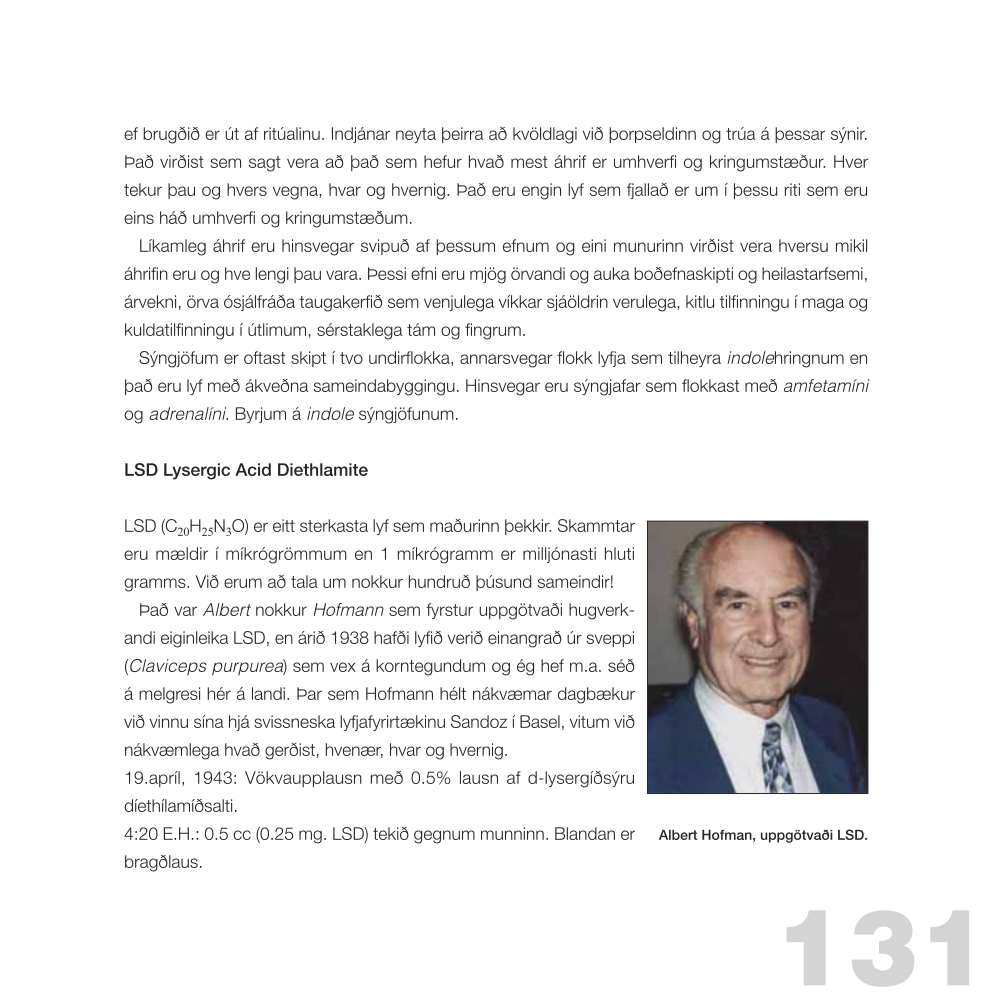 ef brugðið er út af ritúalinu. Indjánar neyta þeirra að kvöldlagi við þorpseldinn og trúa á þessar sýnir.
Það virðist sem sagt vera að það sem hefur hvað mest áhrif er umhverfi og kringumstæður. Hver
tekur þau og hvers vegna, hvar og hvernig. Það eru engin lyf sem fjallað er um í þessu riti sem eru
eins háð umhverfi og kringumstæðum.
Líkamleg áhrif eru hinsvegar svipuð af þessum efnum og eini munurinn virðist vera hversu mikil
áhrifin eru og hve lengi þau vara. Þessi efni eru mjög örvandi og auka boðefnaskipti og heilastarfsemi,
árvekni, örva ósjálfráða taugakerfið sem venjulega víkkar sjáöldrin verulega, kitlu tilfinningu í maga og
kuldatilfinningu í útlimum, sérstaklega tám og fingrum.
Sýngjöfum er oftast skipt í tvo undirflokka, annarsvegar flokk lyfja sem tilheyra indolehringnum en
það eru lyf með ákveðna sameindabyggingu. Hinsvegar eru sýngjafar sem flokkast með amfetamíni
og adrenalíni. Byrjum á indole sýngjöfunum.
LSD Lysergic Acid Diethlamite
LSD (C₂₀H₂₅N₃O) er eitt sterkasta lyf sem maðurinn þekkir. Skammtar
eru mældir í míkrógrömmum en 1 míkrógramm er milljónasti hluti
gramms. Við erum að tala um nokkur hundruð þúsund sameindir!
Það var Albert nokkur Hofmann sem fyrstur uppgötvaði hugverk-
andi eiginleika LSD, en árið 1938 hafði lyfið verið einangrað úr sveppi
(Claviceps purpurea) sem vex á korntegundum og ég hef m.a. séð
á melgresi hér á landi. Þar sem Hofmann hélt nákvæmar dagbækur
við vinnu sína hjá svissneska lyfjafyrirtækinu Sandoz í Basel, vitum við
nákvæmlega hvað gerðist, hvenær, hvar og hvernig.
19.apríl, 1943: Vökvaupplausn með 0.5% lausn af d-lysergíðsýru
díethílamíðsalti.
4:20 E.H.: 0.5 cc (0.25 mg. LSD) tekið gegnum munninn. Blandan er
bragðlaus.
Albert Hofman, uppgötvaði LSD.
131